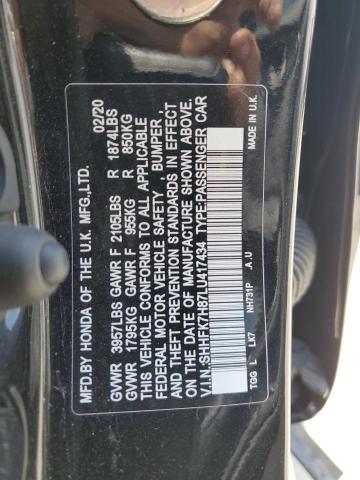 MFD.BY HONDA OF THE U.K. MFG.,LTD. 02/20
GVWR 3957LBS GAWR F 2105LBS R 1874LBS
GVWR 1795KG GAWR F 955KG R 850KG
THIS VEHICLE CONFORMS TO ALL APPLICABLE
FEDERAL MOTOR VEHICLE SAFETY , BUMPER ,
AND THEFT PREVENTION STANDARDS IN EFFECT
ON THE DATE OF MANUFACTURE SHOWN ABOVE.
V.I.N.:SHHFK7H87LU417434 TYPE:PASSENGER CAR
NH731P .A .U MADE IN U.K.
TGG L LK7